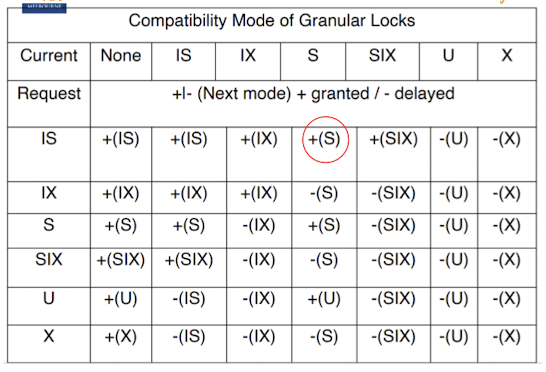 MELBOURNE
Compatibility Mode of Granular Locks
Current None IS IX S SIX U X
Request +I- (Next mode) + granted / - delayed
IS +(IS) +(IS) +(IX) +(S) +(SIX) -(U) -(X)
IX +(IX) +(IX) +(IX) -(S) -(SIX) -(U) -(X)
S +(S) +(S) -(IX) +(S) -(SIX) -(U) -(X)
SIX +(SIX) +(SIX) -(IX) -(S) -(SIX) -(U) -(X)
U +(U) -(IS) -(IX) +(U) -(SIX) -(U) -(X)
X +(X) -(IS) -(IX) -(S) -(SIX) -(U) -(X)